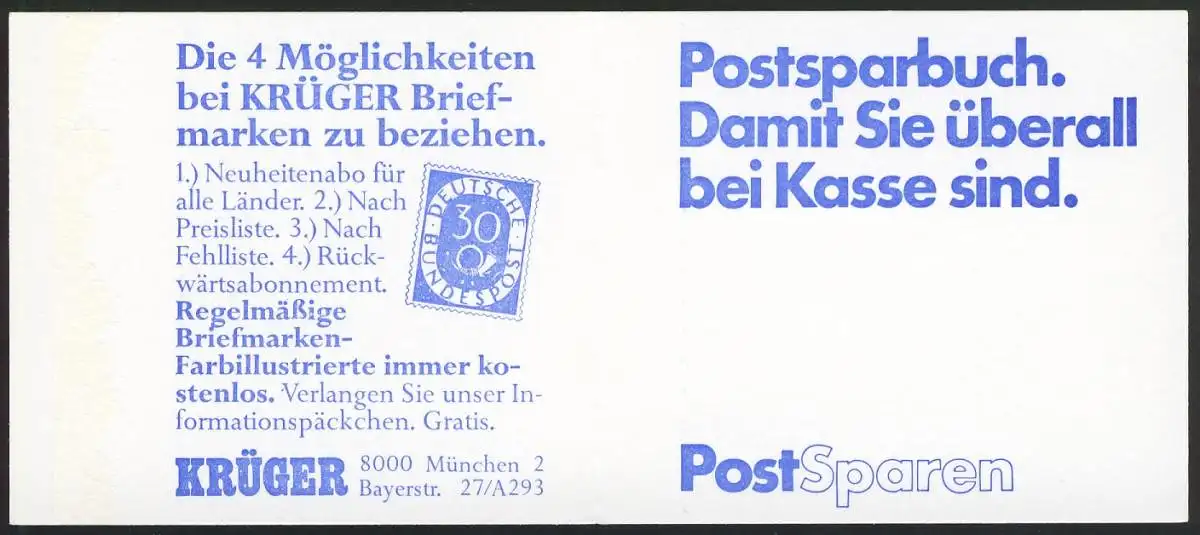 Die 4 Möglichkeiten
bei KRÜGER Brief-
marken zu beziehen.
1.) Neuheitenabo für
alle Länder. 2.) Nach
Preisliste. 3.) Nach
Fehlliste. 4.) Rück-
wärtsabonnement.
Regelmäßige
Briefmarken-
Farbillustrierte immer ko-
stenlos. Verlangen Sie unser In-
formationspäckchen. Gratis.
KRÜGER 8000 München 2
Bayerstr. 27/A293
DEUTSCHE
30
BUNDESPOST
Postsparbuch.
Damit Sie überall
bei Kasse sind.
PostSparen